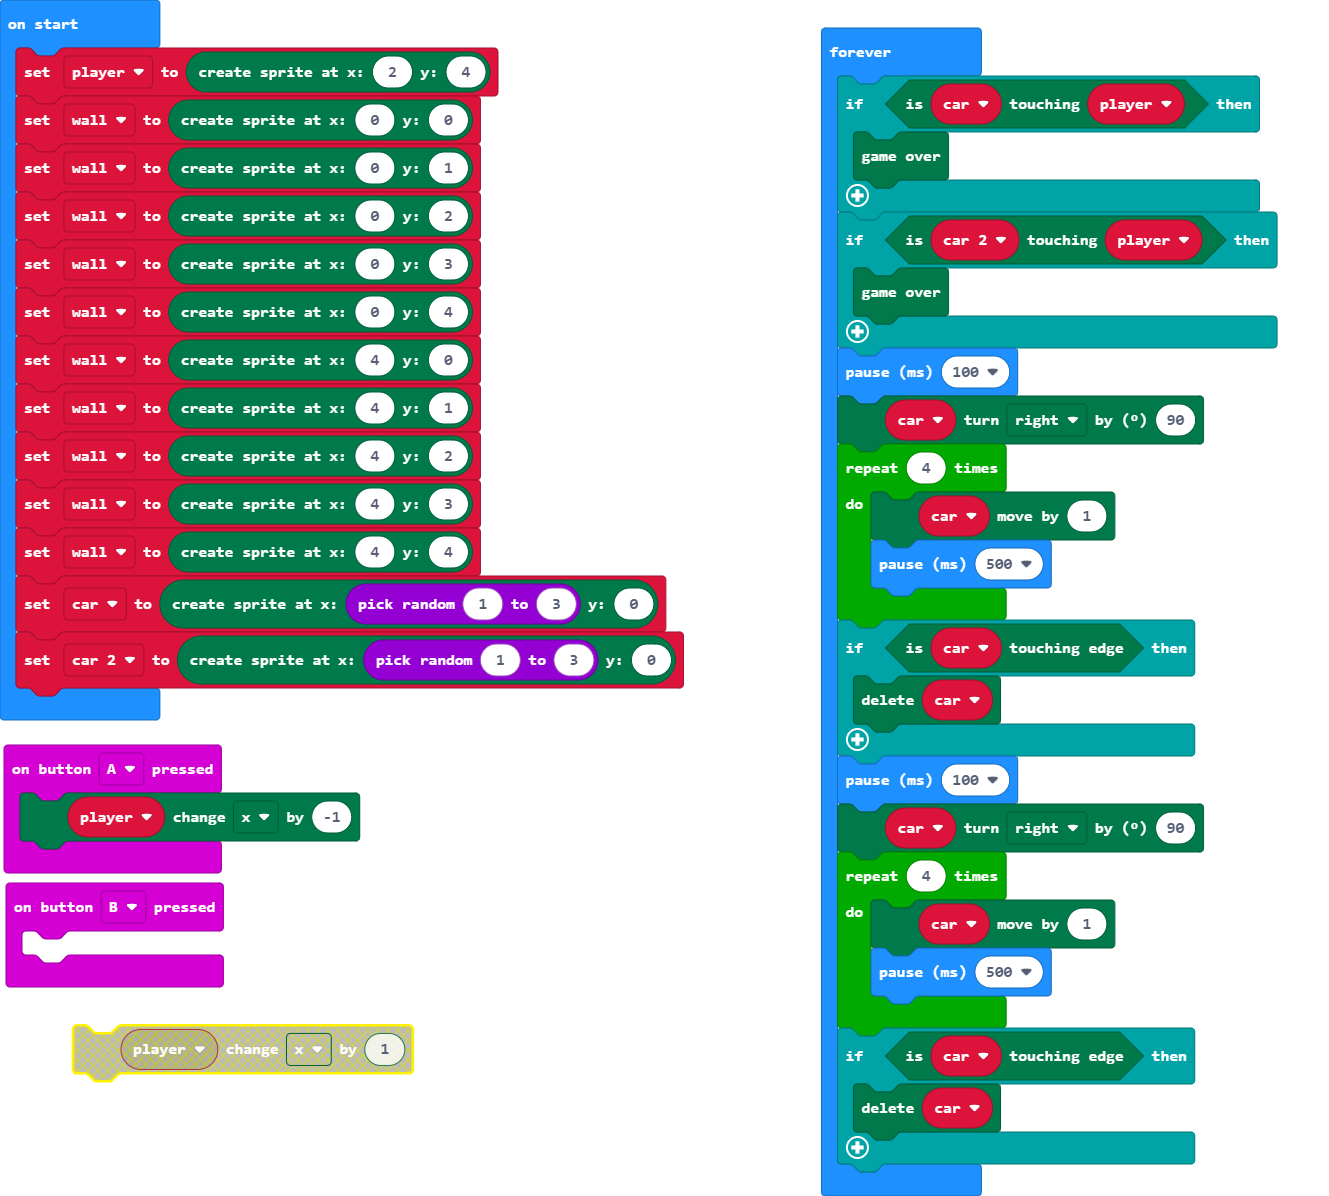 on start
set player to create sprite at x: 2 y: 4
set wall to create sprite at x: 0 y: 0
set wall to create sprite at x: 0 y: 1
set wall to create sprite at x: 0 y: 2
set wall to create sprite at x: 0 y: 3
set wall to create sprite at x: 0 y: 4
set wall to create sprite at x: 4 y: 0
set wall to create sprite at x: 4 y: 1
set wall to create sprite at x: 4 y: 2
set wall to create sprite at x: 4 y: 3
set wall to create sprite at x: 4 y: 4
set car to create sprite at x: pick random 1 to 3 y: 0
set car 2 to create sprite at x: pick random 1 to 3 y: 0
on button A pressed
player change x by -1
on button B pressed
player change x by 1
forever
if is car touching player then
game over
if is car 2 touching player then
game over
pause (ms) 100
car turn right by (º) 90
repeat 4 times
do car move by 1
pause (ms) 500
if is car touching edge then
delete car
pause (ms) 100
car turn right by (º) 90
repeat 4 times
do car move by 1
pause (ms) 500
if is car touching edge then
delete car